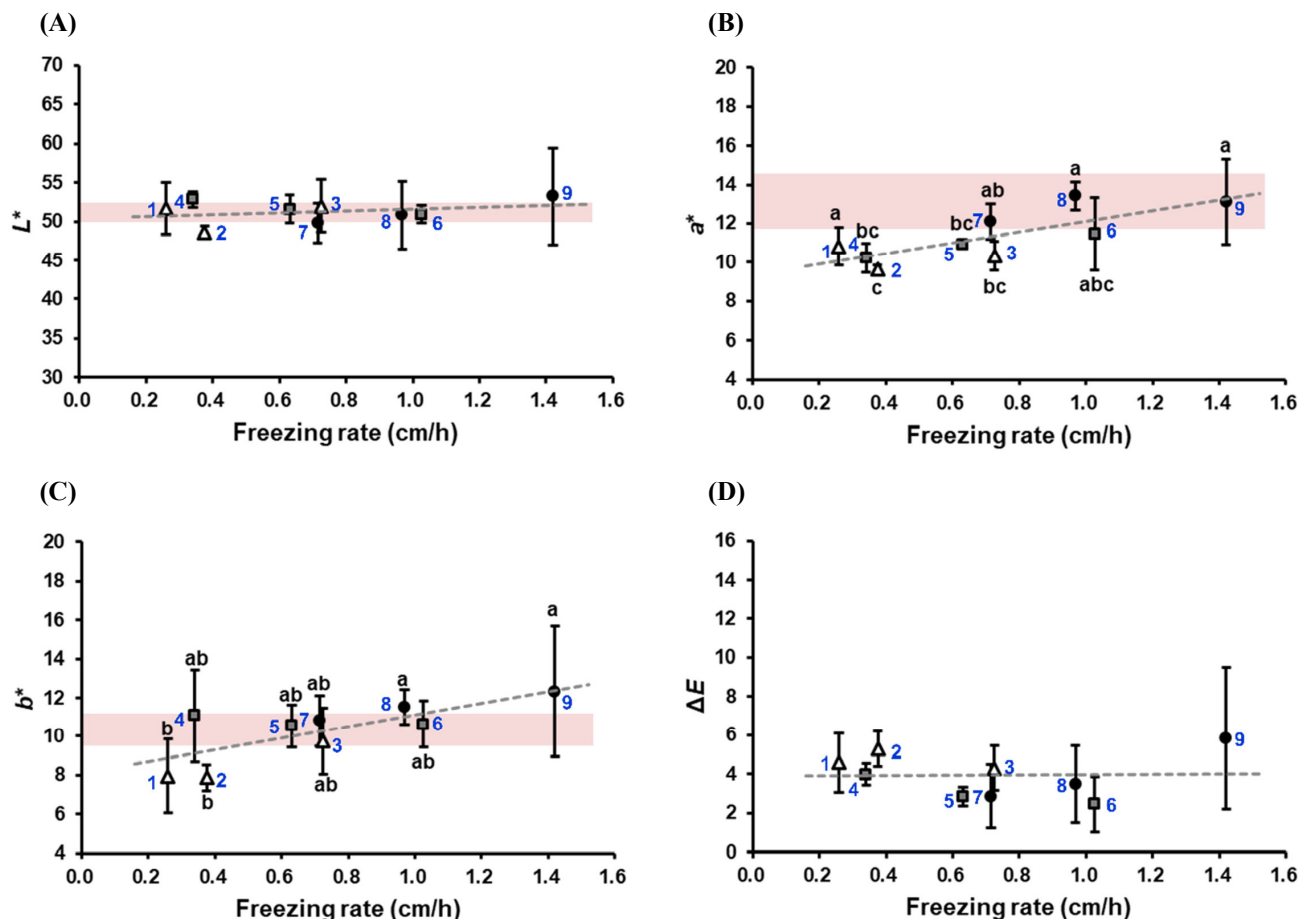 (A)
70
65
60
55
50
45
40
35
30
L*
1 4 2 5 7 3 8 6 9
0.0 0.2 0.4 0.6 0.8 1.0 1.2 1.4 1.6
Freezing rate (cm/h)
(B)
20
18
16
14
12
10
8
6
4
a*
a bc c bc ab bc a abc a
1 4 2 5 7 3 8 6 9
0.0 0.2 0.4 0.6 0.8 1.0 1.2 1.4 1.6
Freezing rate (cm/h)
(C)
20
18
16
14
12
10
8
6
4
b*
b ab b ab ab ab a ab a
1 4 2 5 7 3 8 6 9
0.0 0.2 0.4 0.6 0.8 1.0 1.2 1.4 1.6
Freezing rate (cm/h)
(D)
16
14
12
10
8
6
4
2
0
ΔE
1 4 2 5 7 3 8 6 9
0.0 0.2 0.4 0.6 0.8 1.0 1.2 1.4 1.6
Freezing rate (cm/h)